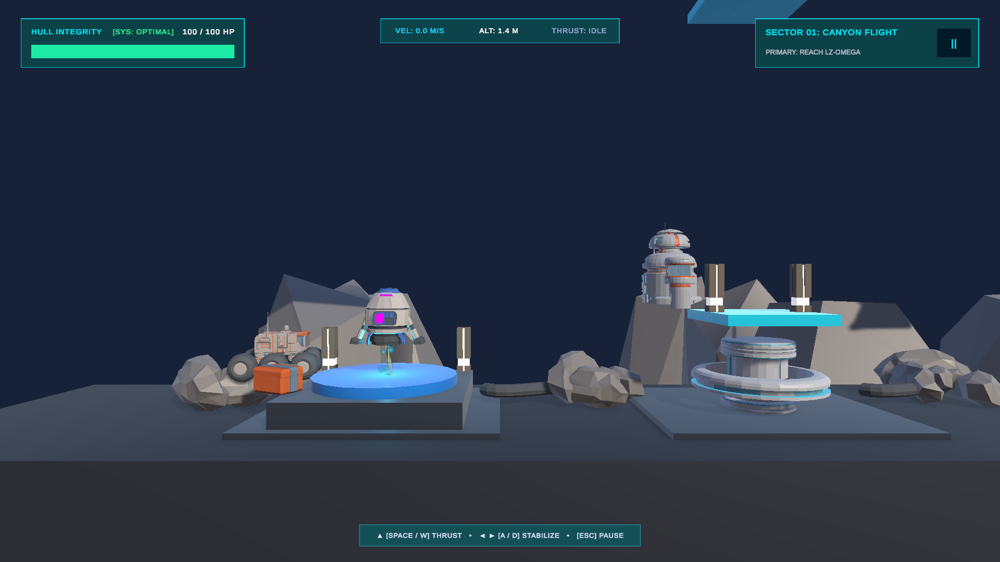 HULL INTEGRITY [SYS: OPTIMAL] 100 / 100 HP
VEL: 0.0 M/S ALT: 1.4 M THRUST: IDLE
SECTOR 01: CANYON FLIGHT
PRIMARY: REACH LZ-OMEGA
▲ [SPACE / W] THRUST • ◄ ► [A / D] STABILIZE • [ESC] PAUSE